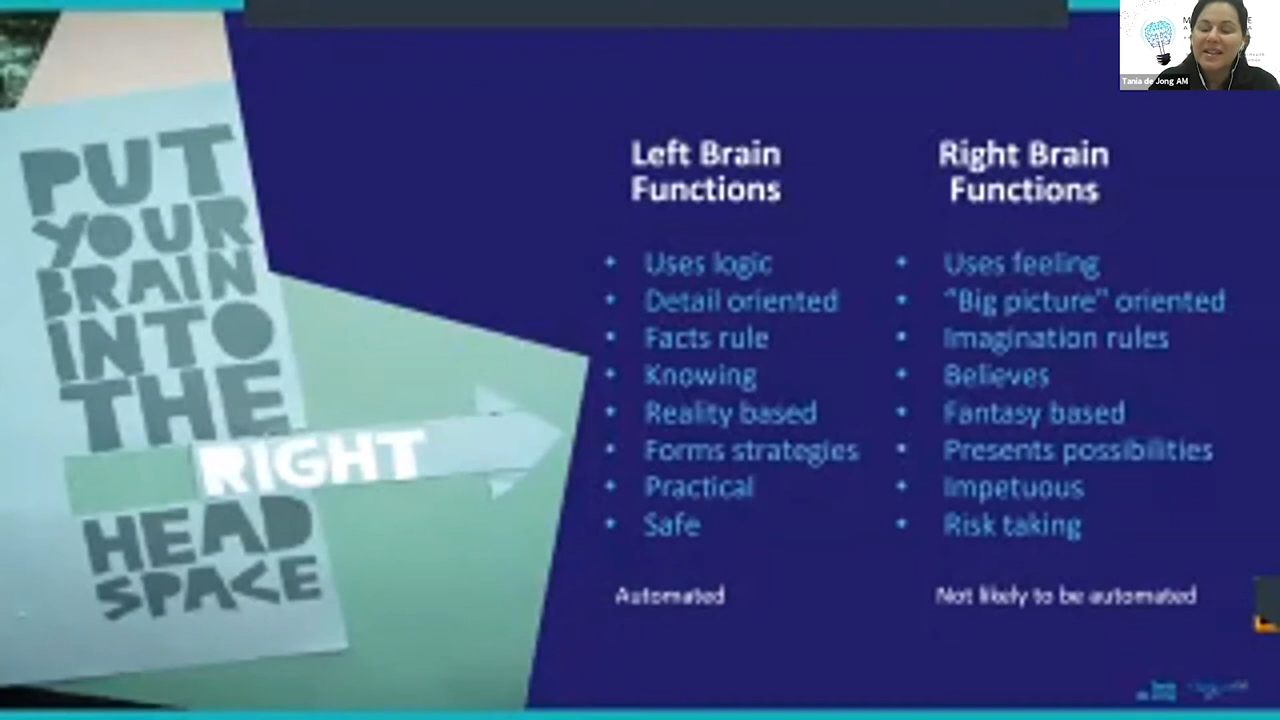 PUT
YOUR
BRAIN
INTO
THE
RIGHT
HEAD
SPACE
Left Brain
Functions
• Uses logic
• Detail oriented
• Facts rule
• Knowing
• Reality based
• Forms strategies
• Practical
• Safe
Automated
Right Brain
Functions
• Uses feeling
• "Big picture" oriented
• Imagination rules
• Believes
• Fantasy based
• Presents possibilities
• Impetuous
• Risk taking
Not likely to be automated
Tania de Jong AM